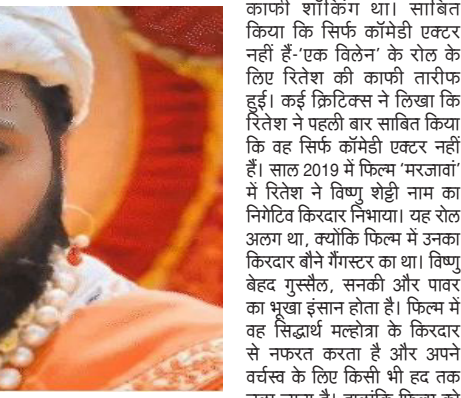 काफी शॉकिंग था। साबित
किया कि सिर्फ कॉमेडी एक्टर
नहीं हैं-'एक विलेन' के रोल के
लिए रितेश की काफी तारीफ
हुई। कई क्रिटिक्स ने लिखा कि
रितेश ने पहली बार साबित किया
कि वह सिर्फ कॉमेडी एक्टर नहीं
हैं। साल 2019 में फिल्म 'मरजावां'
में रितेश ने विष्णु शेट्टी नाम का
निगेटिव किरदार निभाया। यह रोल
अलग था, क्योंकि फिल्म में उनका
किरदार बौने गैंगस्टर का था। विष्णु
बेहद गुस्सैल, सनकी और पावर
का भूखा इंसान होता है। फिल्म में
वह सिद्धार्थ मल्होत्रा के किरदार
से नफरत करता है और अपने
वर्चस्व के लिए किसी भी हद तक